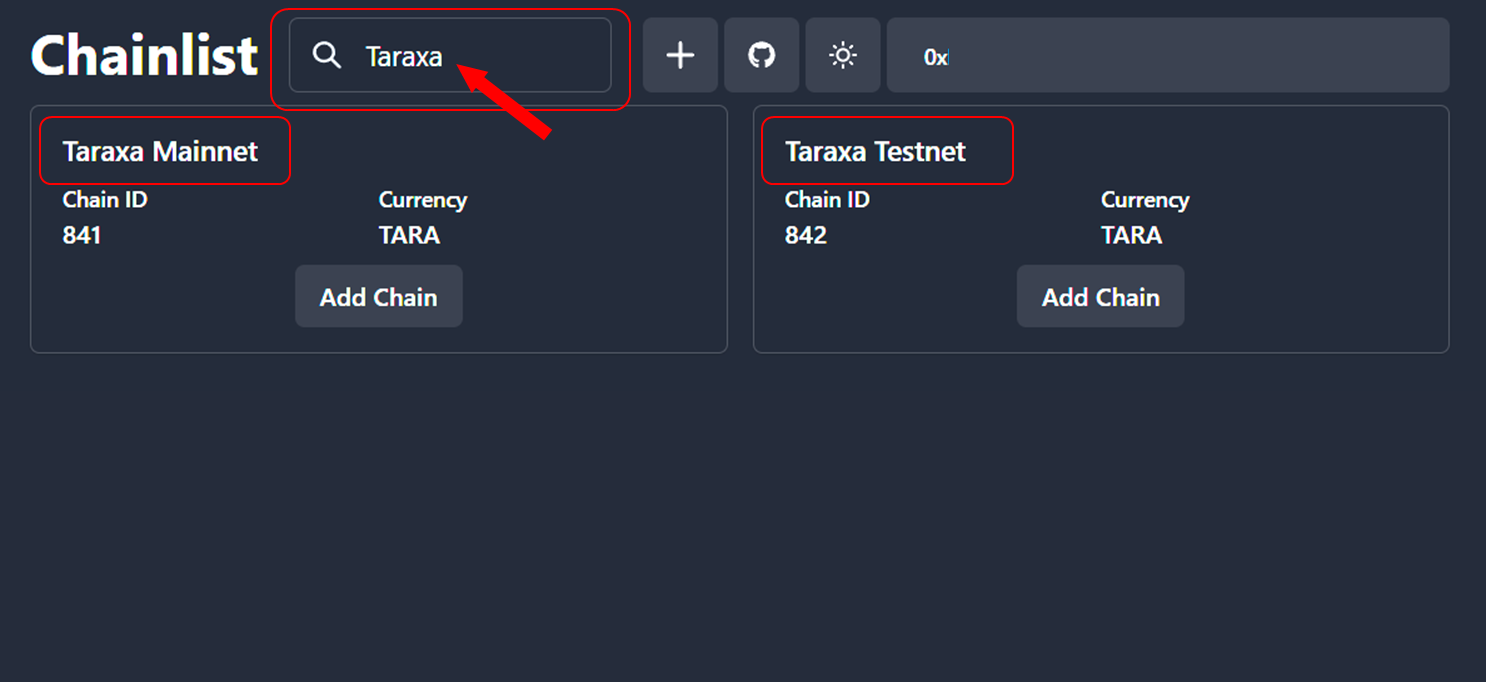 Chainlist
Taraxa
0x
Taraxa Mainnet
Chain ID
Currency
841
TARA
Add Chain
Taraxa Testnet
Chain ID
Currency
842
TARA
Add Chain